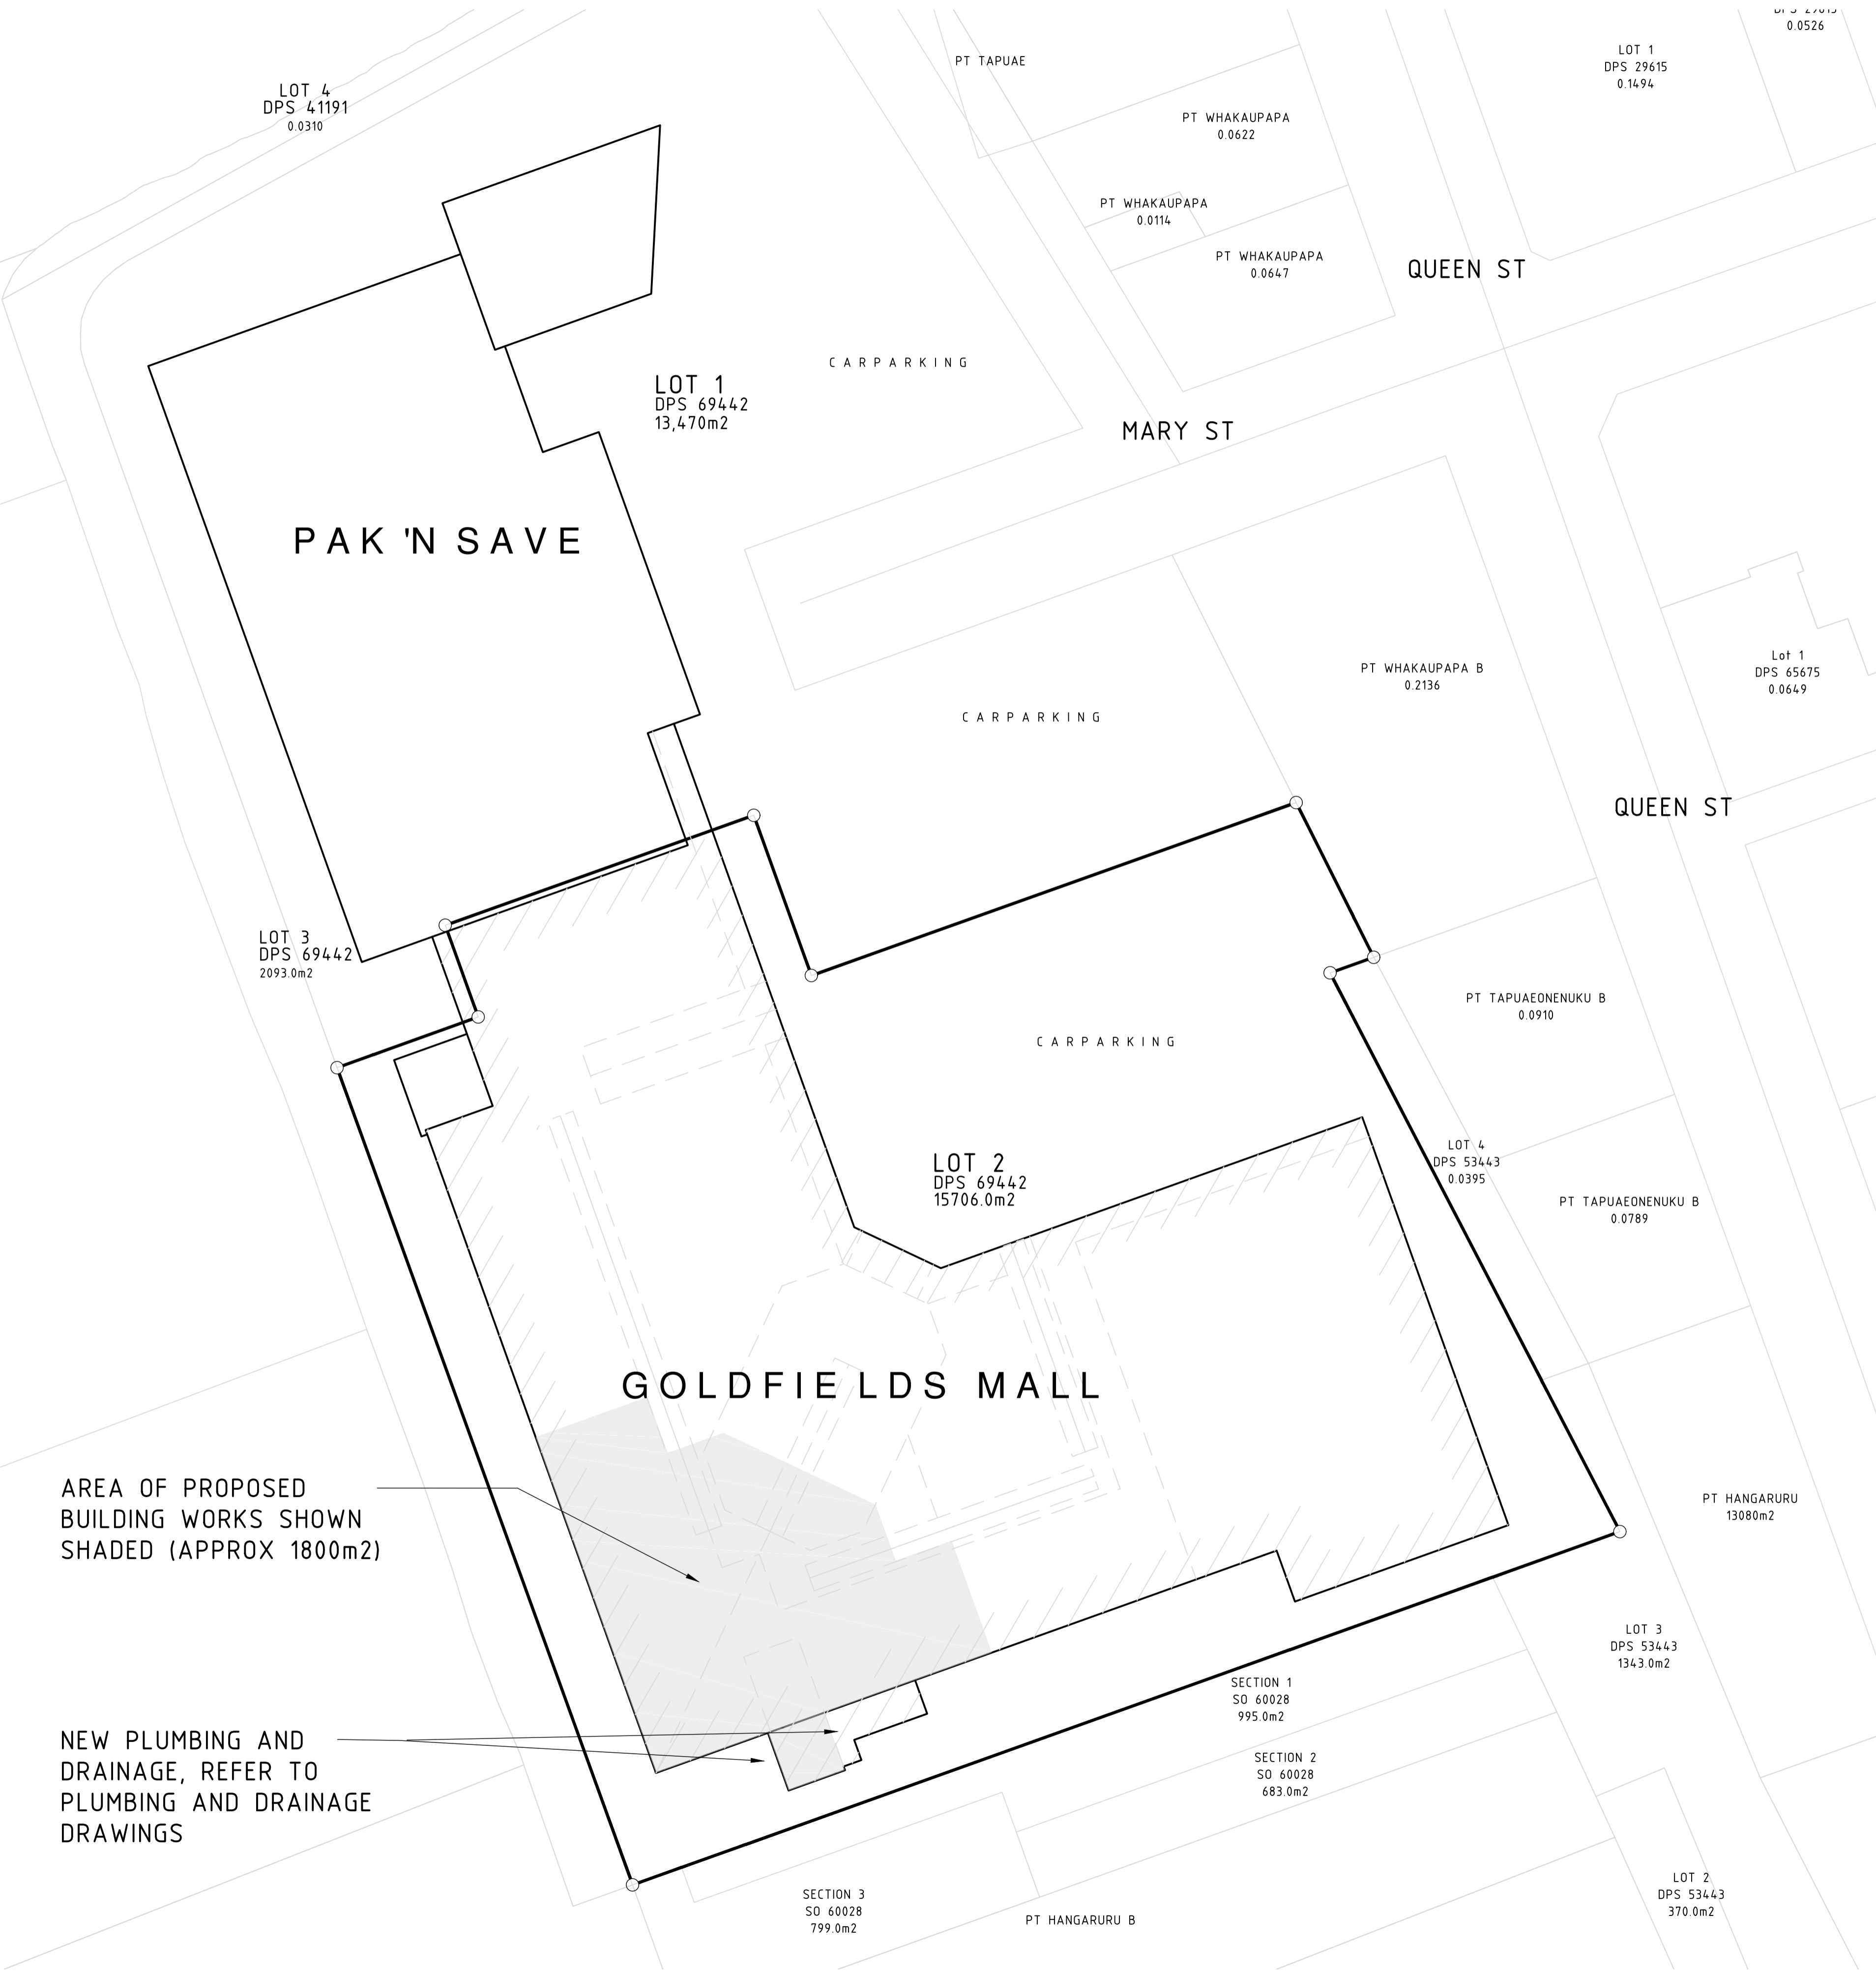 DPS 29615
0.0526
LOT 1
DPS 29615
0.1494
PT TAPUAE
LOT 4
DPS 41191
0.0310
PT WHAKAUPAPA
0.0622
PT WHAKAUPAPA
0.0114
PT WHAKAUPAPA
0.0647
QUEEN ST
CARPARKING
LOT 1
DPS 69442
13,470m2
MARY ST
PAK 'N SAVE
PT WHAKAUPAPA B
0.2136
Lot 1
DPS 65675
0.0649
CARPARKING
QUEEN ST
LOT 3
DPS 69442
2093.0m2
PT TAPUAEONENUKU B
0.0910
CARPARKING
LOT 4
DPS 53443
0.0395
LOT 2
DPS 69442
15706.0m2
PT TAPUAEONENUKU B
0.0789
GOLDFIELDS MALL
AREA OF PROPOSED
BUILDING WORKS SHOWN
SHADED (APPROX 1800m2)
PT HANGARURU
13080m2
LOT 3
DPS 53443
1343.0m2
SECTION 1
SO 60028
995.0m2
NEW PLUMBING AND
DRAINAGE, REFER TO
PLUMBING AND DRAINAGE
DRAWINGS
SECTION 2
SO 60028
683.0m2
LOT 2
DPS 53443
370.0m2
SECTION 3
SO 60028
799.0m2
PT HANGARURU B